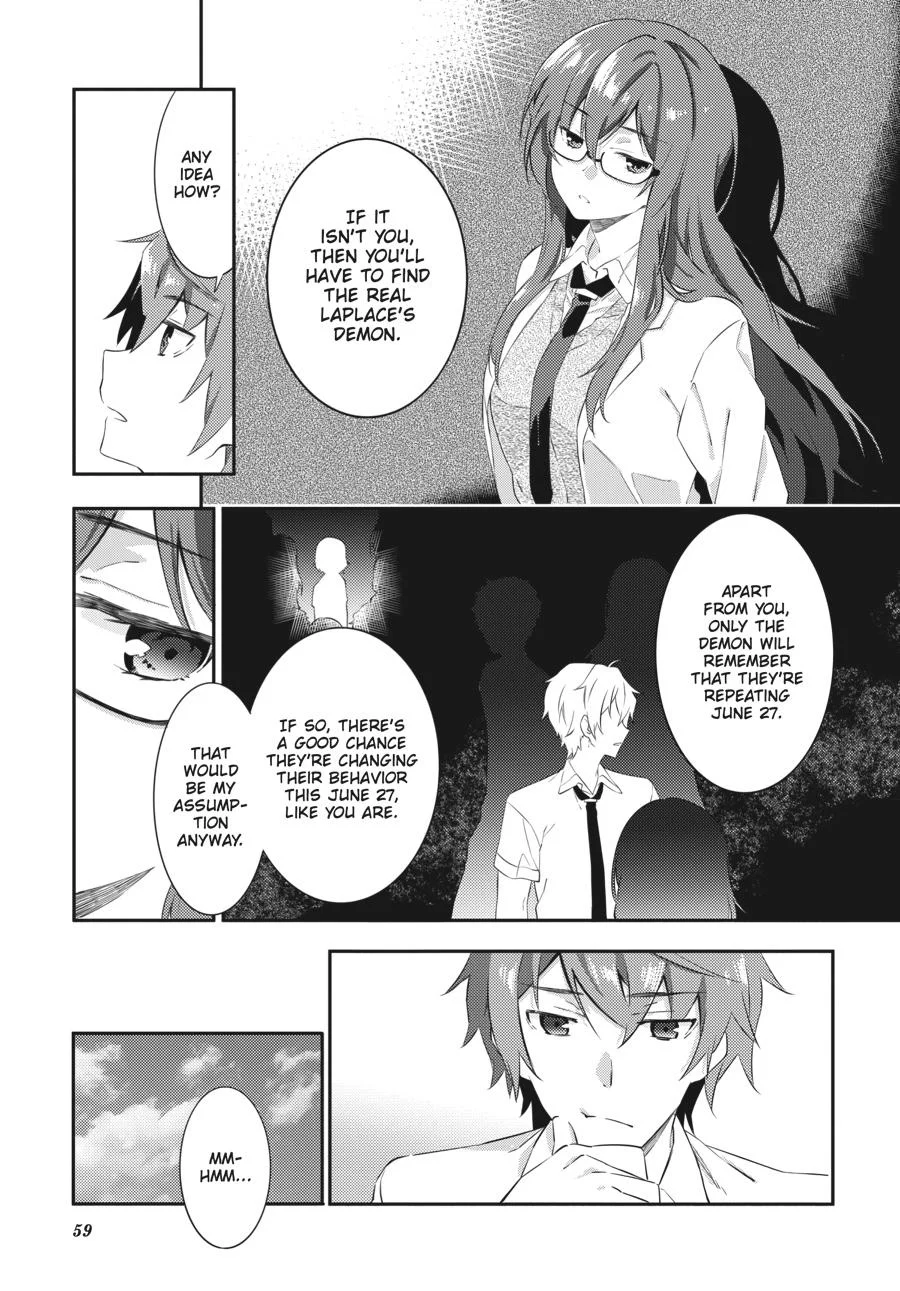 IF IT
ISN'T YOU,
THEN YOU'LL
HAVE TO FIND
THE REAL
LAPLACE'S
DEMON.
ANY
IDEA
HOW?
APART
FROM YOU,
ONLY THE
DEMON WILL
REMEMBER
THAT THEY'RE
REPEATING
JUNE 27.
IF SO, THERE'S
A GOOD CHANCE
THEY'RE CHANGING
THEIR BEHAVIOR
THIS JUNE 27,
LIKE YOU ARE.
THAT
WOULD
BE MY
ASSUMP-
TION
ANYWAY.
MM-
HMM...
59